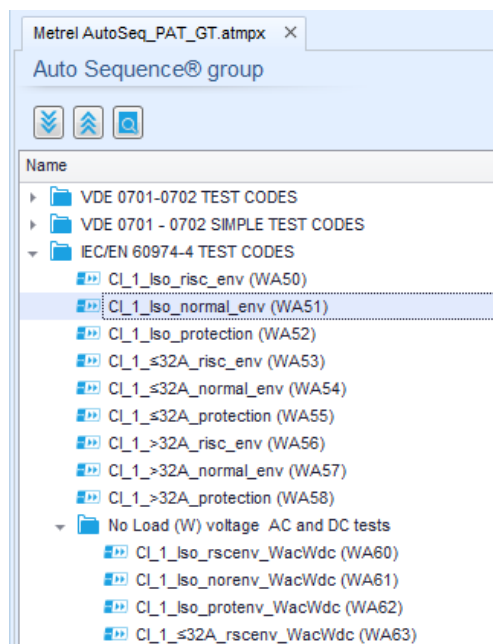 Metrel AutoSeq_PAT_GT.atmpx
Auto Sequence® group
Name
VDE 0701-0702 TEST CODES
VDE 0701 - 0702 SIMPLE TEST CODES
IEC/EN 60974-4 TEST CODES
Cl_1_Iso_risc_env (WA50)
Cl_1_Iso_normal_env (WA51)
Cl_1_Iso_protection (WA52)
Cl_1_≤32A_risc_env (WA53)
Cl_1_≤32A_normal_env (WA54)
Cl_1_≤32A_protection (WA55)
Cl_1_>32A_risc_env (WA56)
Cl_1_>32A_normal_env (WA57)
Cl_1_>32A_protection (WA58)
No Load (W) voltage AC and DC tests
Cl_1_Iso_rscenv_WacWdc (WA60)
Cl_1_Iso_norenv_WacWdc (WA61)
Cl_1_Iso_protenv_WacWdc (WA62)
Cl_1_≤32A_rscenv_WacWdc (WA63)